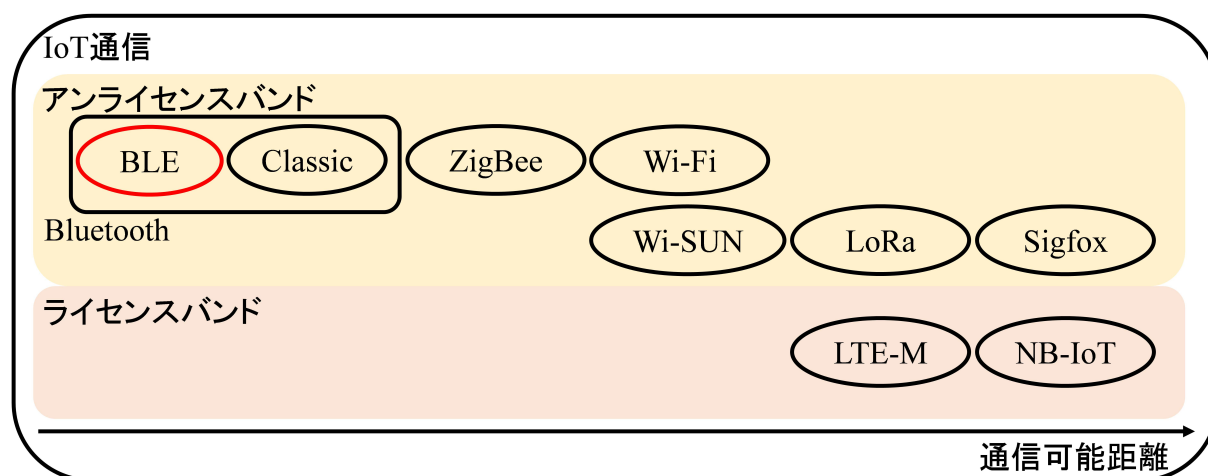 IoT通信
アンライセンスバンド
BLE
Classic
ZigBee
Wi-Fi
Bluetooth
Wi-SUN
LoRa
Sigfox
ライセンスバンド
LTE-M
NB-IoT
通信可能距離